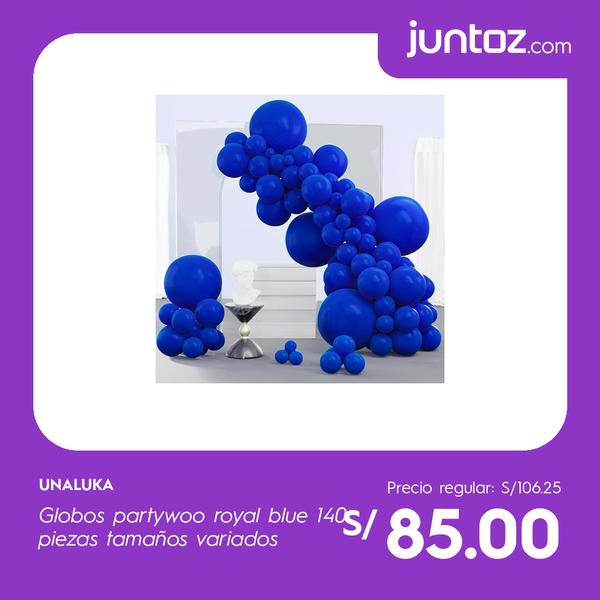 juntoz.com
UNALUKA
Globos partywoo royal blue 140
piezas tamaños variados
Precio regular: S/106.25
S/85.00